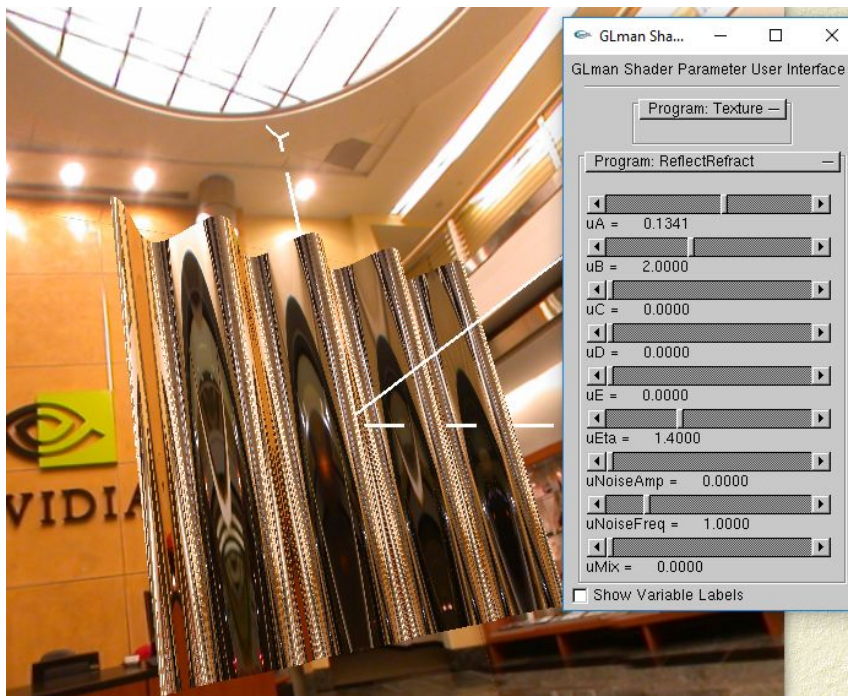 GLman Sha...
GLman Shader Parameter User Interface
Program: Texture
Program: ReflectRefract
uA = 0.1341
uB = 2.0000
uC = 0.0000
uD = 0.0000
uE = 0.0000
uEta = 1.4000
uNoiseAmp = 0.0000
uNoiseFreq = 1.0000
uMix = 0.0000
Show Variable Labels
Y
VIDIA